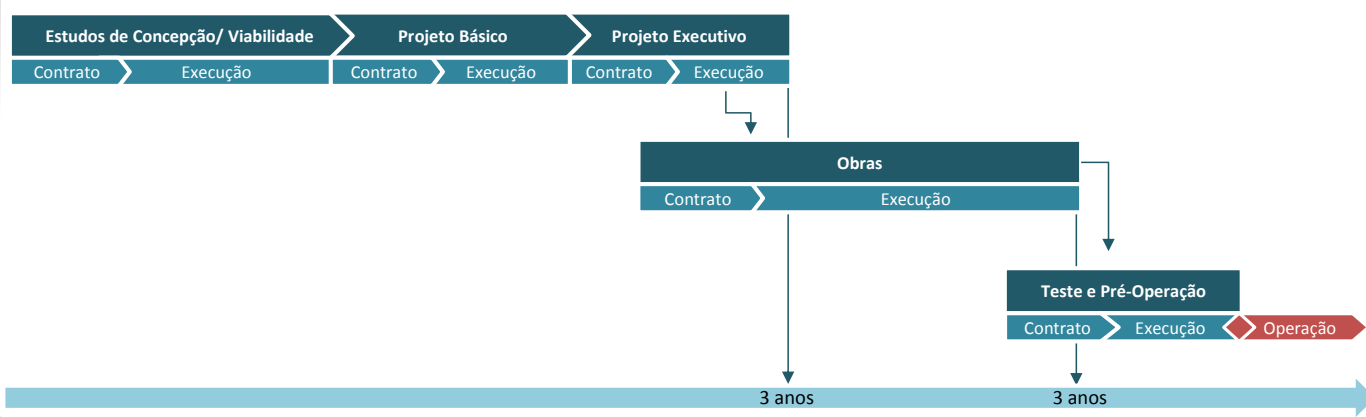 Estudos de Concepção/ Viabilidade
Projeto Básico
Projeto Executivo
Contrato
Execução
Contrato
Execução
Contrato
Execução
Obras
Contrato
Execução
Teste e Pré-Operação
Contrato
Execução
Operação
3 anos
3 anos